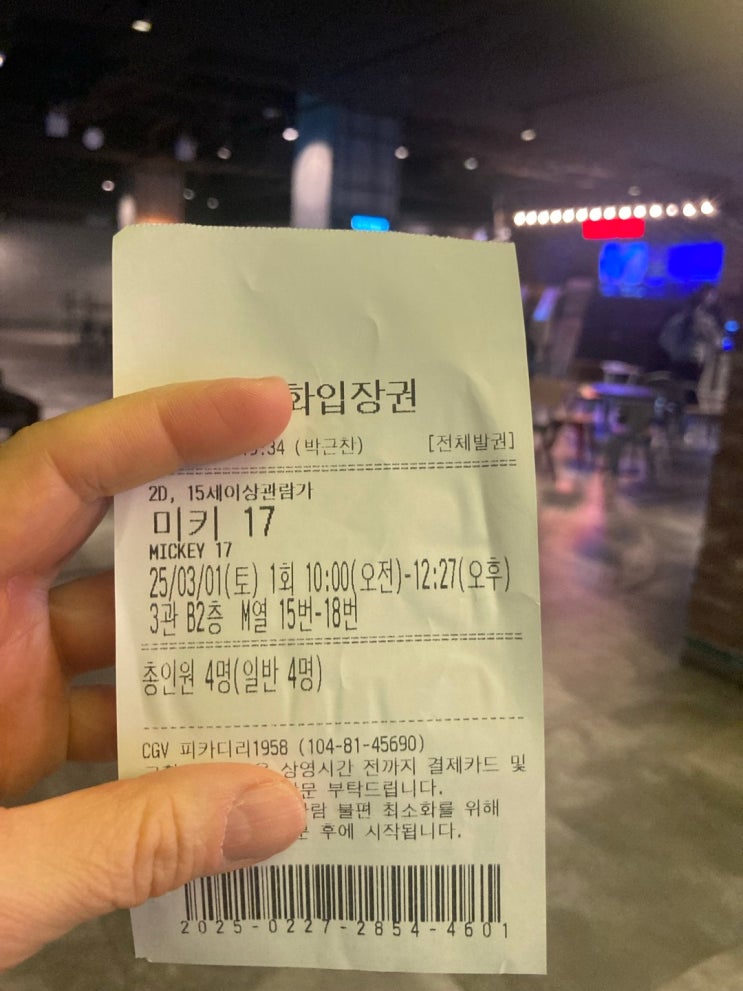 화입장권
:34 (박근찬) [전체발권]
2D, 15세이상관람가
미키 17
MICKEY 17
25/03/01(토) 1회 10:00(오전)-12:27(오후)
3관 B2층 M열 15번-18번
총인원 4명(일반 4명)
CGV 피카디리1958 (104-81-45690)
상영시간 전까지 결제카드 및
부탁드립니다.
불편 최소화를 위해
후에 시작됩니다.
2025-0227-2854-4601